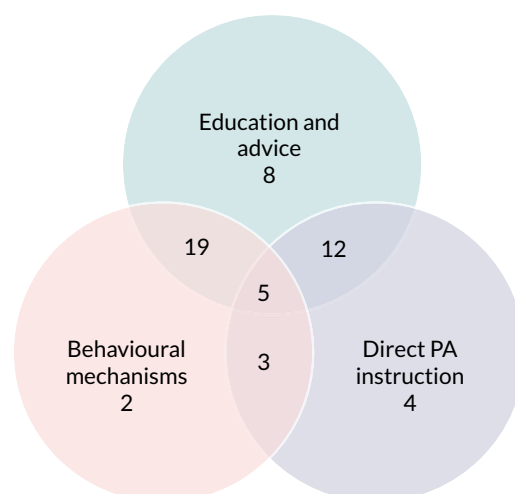 Education and
advice
8
19
12
5
3
Behavioural
mechanisms
2
Direct PA
instruction
4